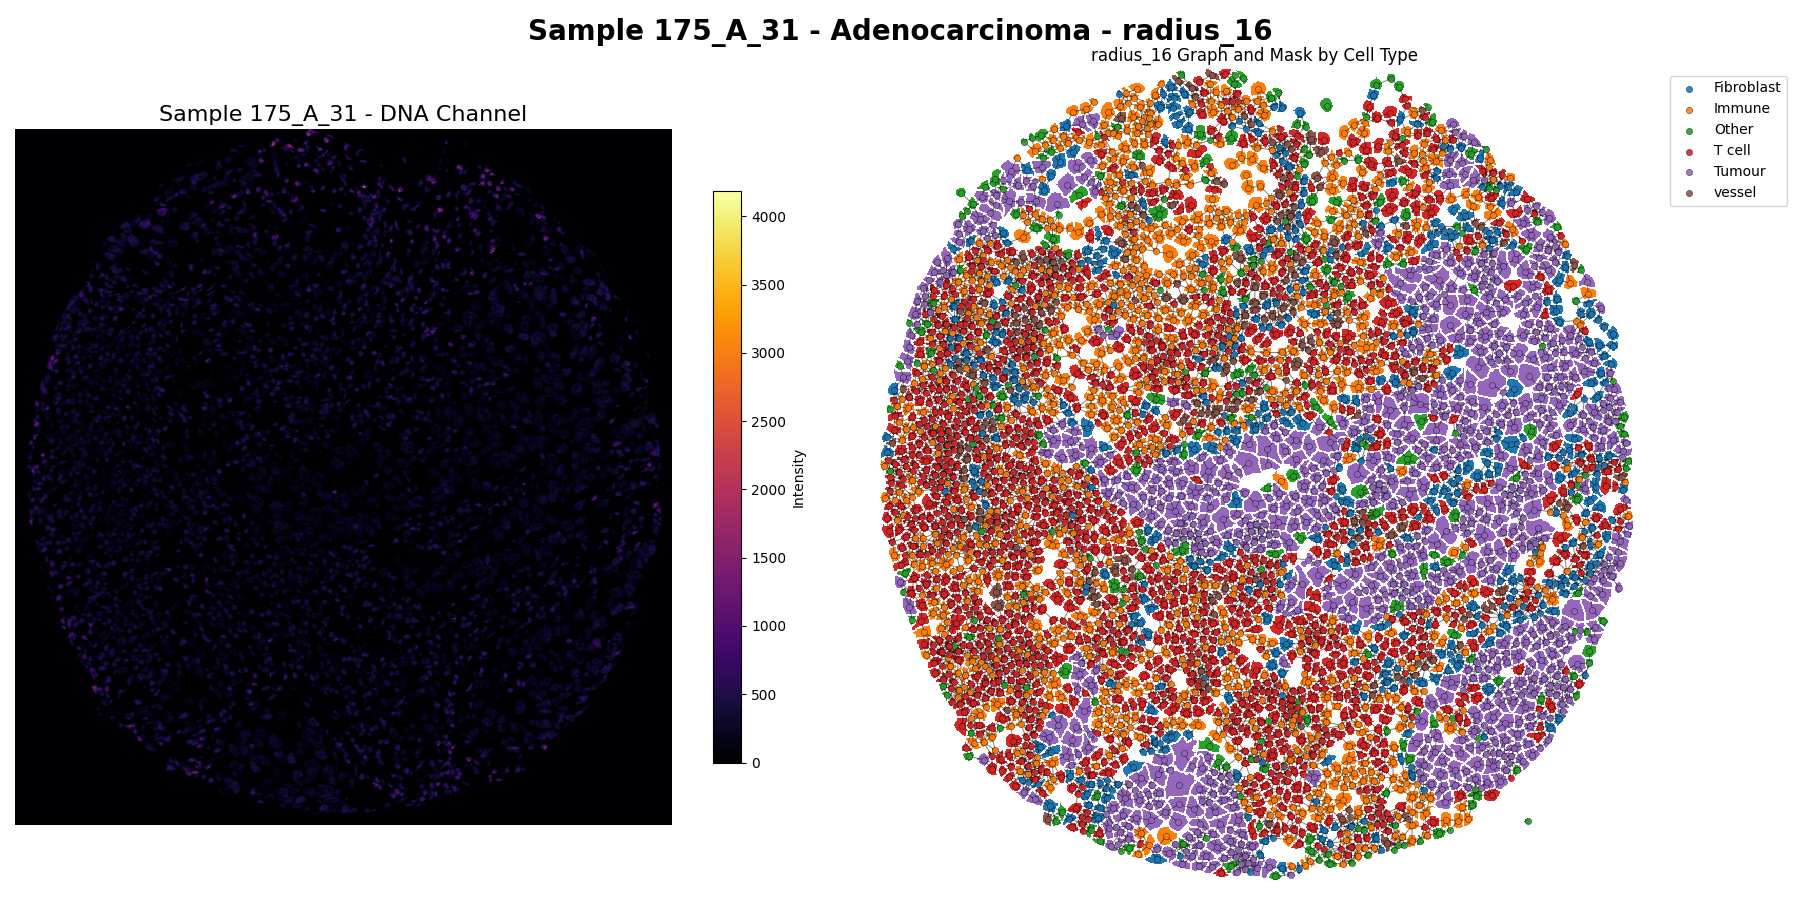 Sample 175_A_31 - Adenocarcinoma - radius_16
Sample 175_A_31 - DNA Channel
4000
3500
3000
2500
2000
1500
1000
500
0
Intensity
radius_16 Graph and Mask by Cell Type
Fibroblast
Immune
Other
T cell
Tumour
vessel